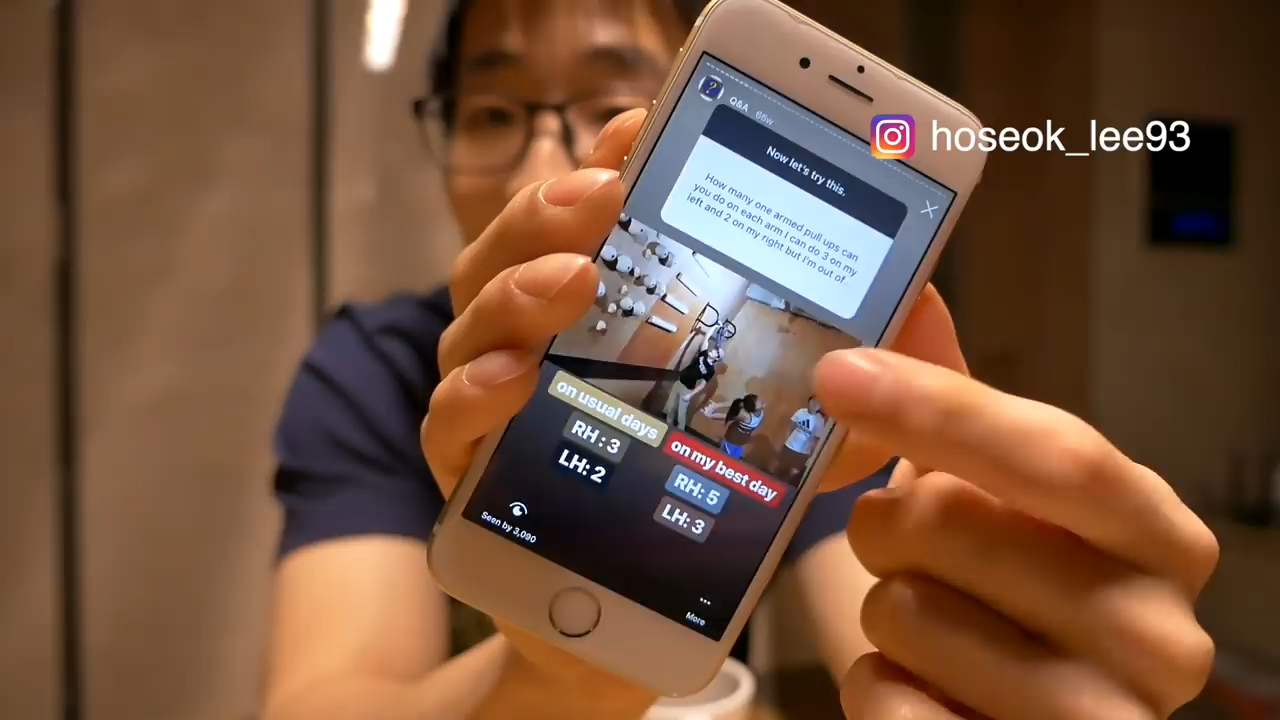 hoseok_lee93
Q&A 66w
Now let's try this.
How many one armed pull ups can
you do on each arm I can do 3 on my
left and 2 on my right but I'm out of..
on usual days
RH : 3
LH: 2
on my best day
RH: 5
LH: 3
Seen by 3,090
More